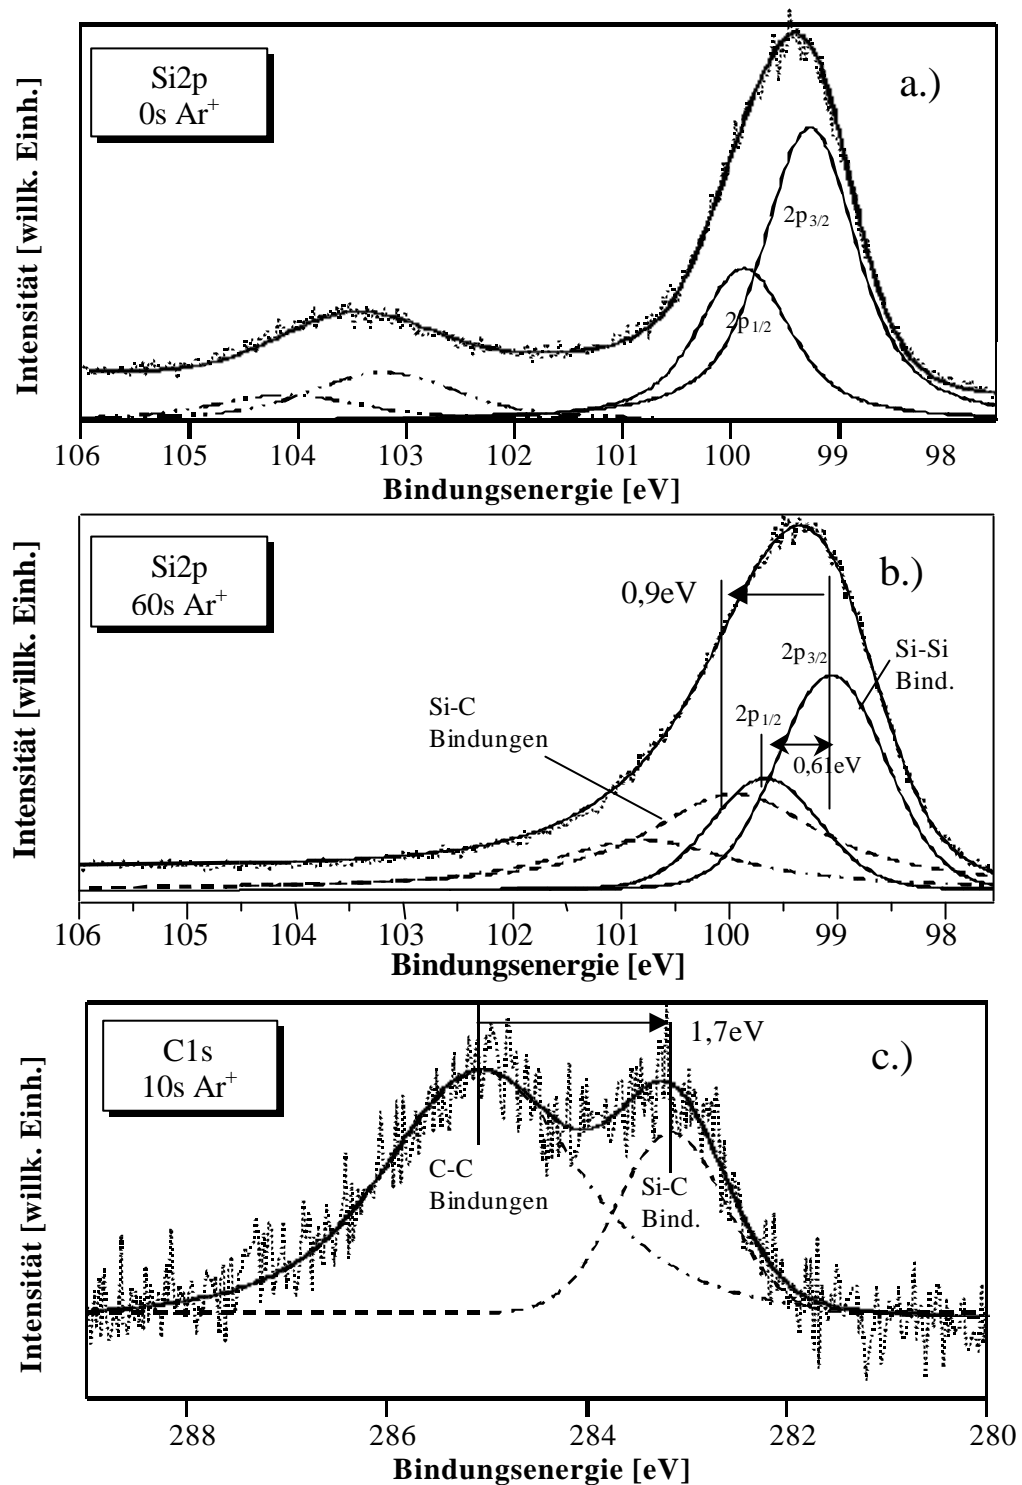 Intensität [willk. Einh.]
Si2p
0s Ar⁺
a.)
2p3/2
2p1/2
106 105 104 103 102 101 100 99 98
Bindungsenergie [eV]
Intensität [willk. Einh.]
Si2p
60s Ar⁺
b.)
0,9eV
2p3/2
Si-Si
Bind.
Si-C
Bindungen
2p1/2
0,61eV
106 105 104 103 102 101 100 99 98
Bindungsenergie [eV]
Intensität [willk. Einh.]
C1s
10s Ar⁺
1,7eV
c.)
C-C
Bindungen
Si-C
Bind.
288 286 284 282 280
Bindungsenergie [eV]